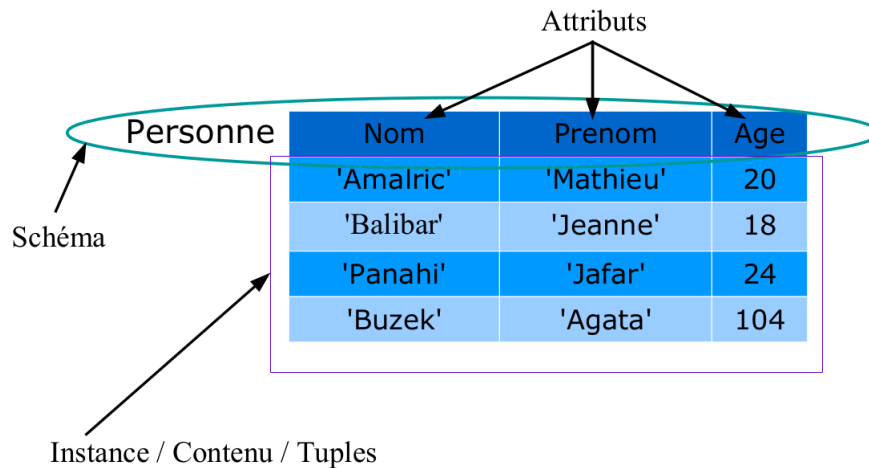 Attributs
Personne Nom Prenom Age
'Amalric' 'Mathieu' 20
'Balibar' 'Jeanne' 18
Schéma
'Panahi' 'Jafar' 24
'Buzek' 'Agata' 104
Instance / Contenu / Tuples